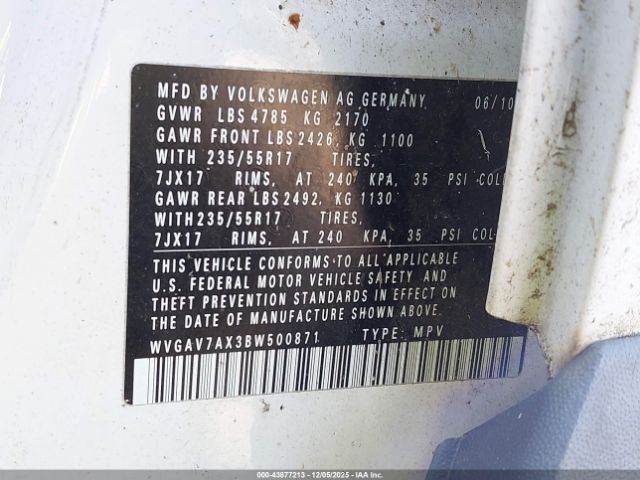 MFD BY VOLKSWAGEN AG GERMANY 06/10
GVWR LBS 4785 KG 2170
GAWR FRONT LBS 2426, KG 1100
WITH 235/55R17 TIRES,
7JX17 RIMS, AT 240 KPA, 35 PSI COL
GAWR REAR LBS 2492, KG 1130
WITH 235/55R17 TIRES,
7JX17 RIMS, AT 240 KPA, 35 PSI COL
THIS VEHICLE CONFORMS TO ALL APPLICABLE
U.S. FEDERAL MOTOR VEHICLE SAFETY AND
THEFT PREVENTION STANDARDS IN EFFECT ON
THE DATE OF MANUFACTURE SHOWN ABOVE.
WVGAV7AX3BW500871 TYPE: MPV
000-43877213 - 12/05/2025 - IAAI.COM